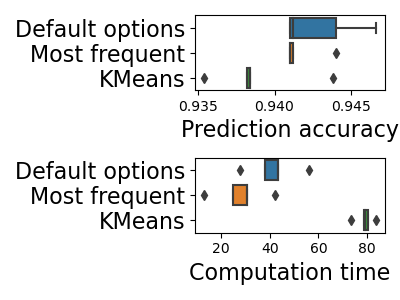 Default options
Most frequent
KMeans
0.935 0.940 0.945
Prediction accuracy
Default options
Most frequent
KMeans
20 40 60 80
Computation time